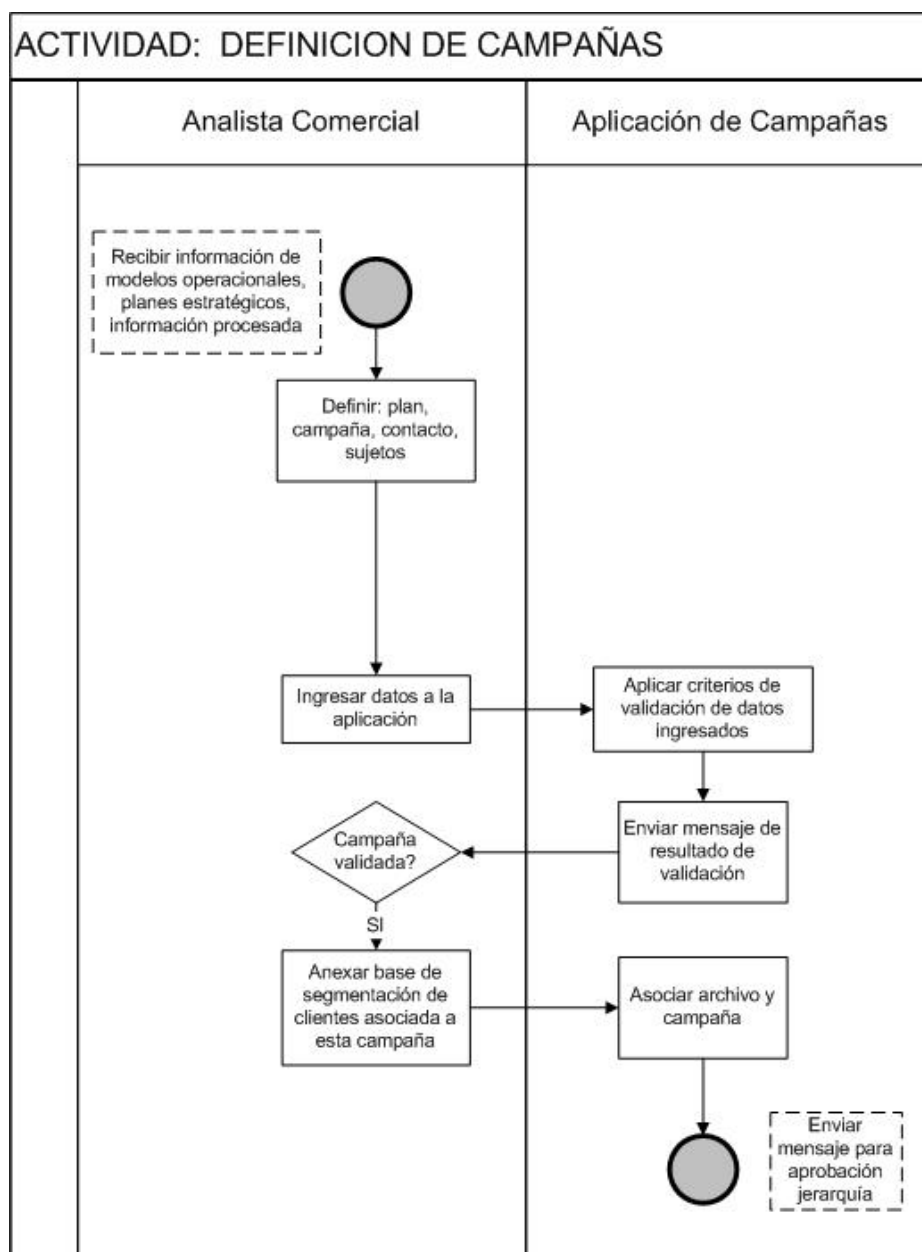 ACTIVIDAD: DEFINICION DE CAMPAÑAS
Analista Comercial
Aplicación de Campañas
Recibir información de
modelos operacionales,
planes estratégicos,
información procesada
Definir: plan,
campaña, contacto,
sujetos
Ingresar datos a la
aplicación
Aplicar criterios de
validación de datos
ingresados
Enviar mensaje de
resultado de
validación
Campaña
validada?
SI
Anexar base de
segmentación de
clientes asociada a
esta campaña
Asociar archivo y
campaña
Enviar
mensaje para
aprobación
jerarquía